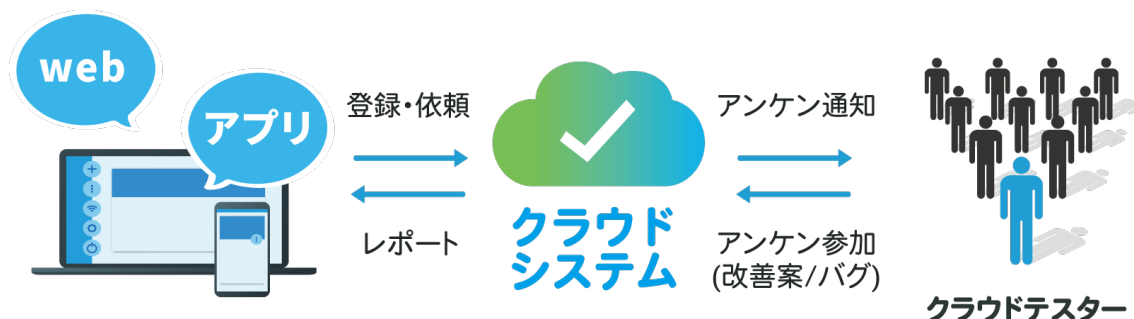 web
アプリ
登録・依頼
レポート
クラウド
システム
アンケン通知
アンケン参加
(改善案/バグ)
クラウドテスター